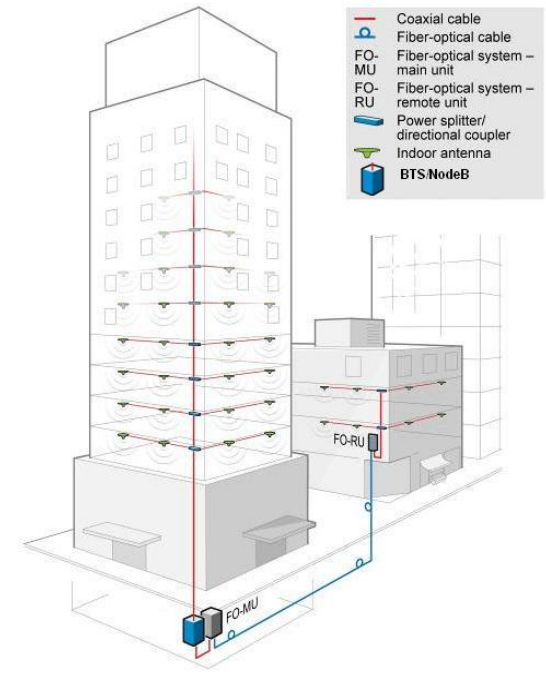 Coaxial cable
Fiber-optical cable
FO-MU Fiber-optical system – main unit
FO-RU Fiber-optical system – remote unit
Power splitter/
directional coupler
Indoor antenna
BTS/NodeB
FO-RU
FO-MU